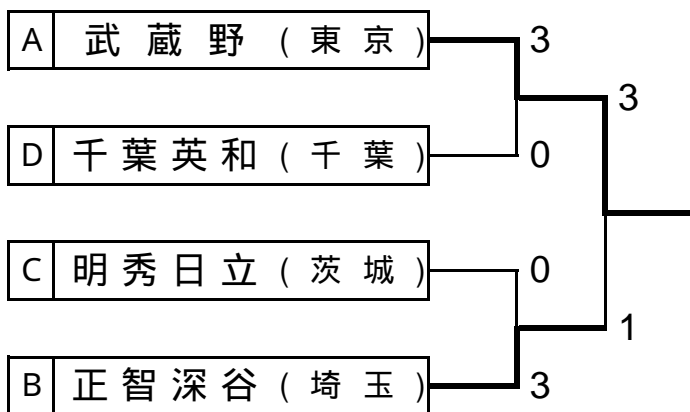 A 武蔵野 ( 東京 ) 3
3
D 千葉英和 ( 千葉 ) 0
C 明秀日立 ( 茨城 ) 0
1
B 正智深谷 ( 埼玉 ) 3